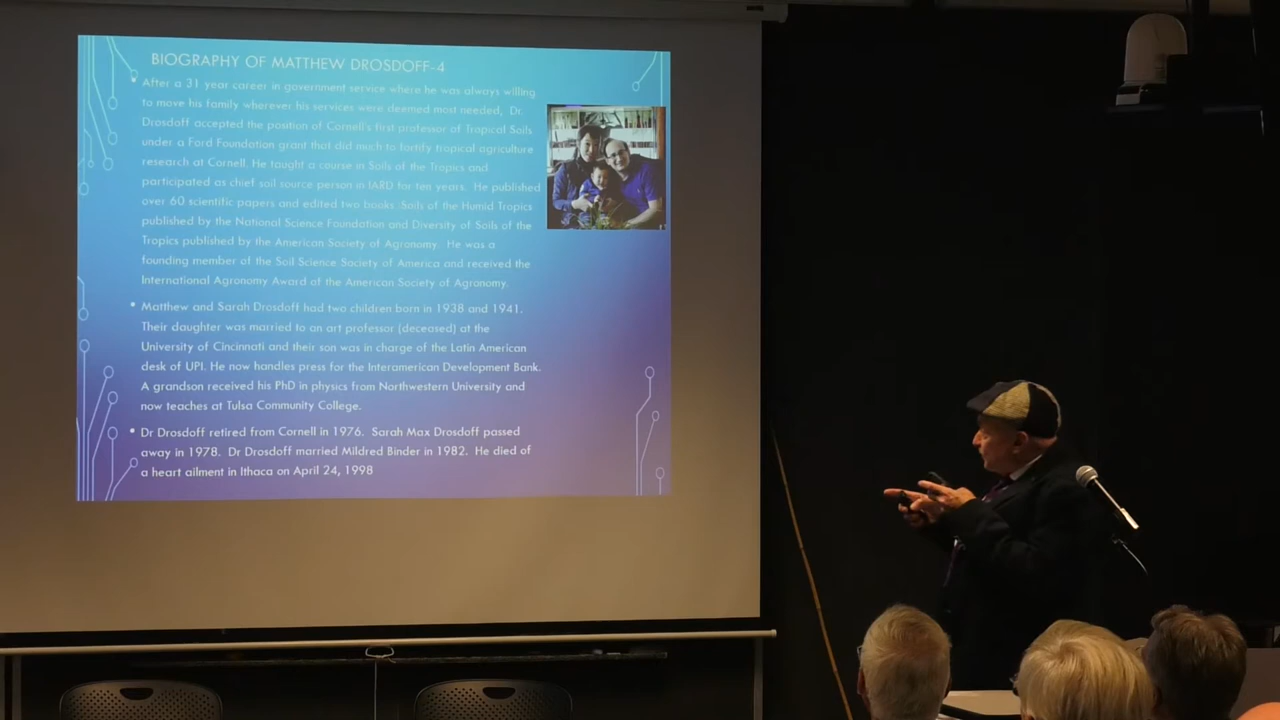 BIOGRAPHY OF MATTHEW DROSDOFF-4
• After a 31 year career in government service where he was always willing
to move his family wherever his services were deemed most needed, Dr.
Drosdoff accepted the position of Cornell's first professor of Tropical Soils
under a Ford Foundation grant that did much to fortify tropical agriculture
research at Cornell. He taught a course in Soils of the Tropics and
participated as chief soil source person in IARD for ten years. He published
over 60 scientific papers and edited two books Soils of the Humid Tropics
published by the National Science Foundation and Diversity of Soils of the
Tropics published by the American Society of Agronomy. He was a
founding member of the Soil Science Society of America and received the
International Agronomy Award of the American Society of Agronomy.
• Matthew and Sarah Drosdoff had two children born in 1938 and 1941.
Their daughter was married to an art professor (deceased) at the
University of Cincinnati and their son was in charge of the Latin American
desk of UPI. He now handles press for the Interamerican Development Bank.
A grandson received his PhD in physics from Northwestern University and
now teaches at Tulsa Community College.
• Dr Drosdoff retired from Cornell in 1976. Sarah Max Drosdoff passed
away in 1978. Dr Drosdoff married Mildred Binder in 1982. He died of
a heart ailment in Ithaca on April 24, 1998